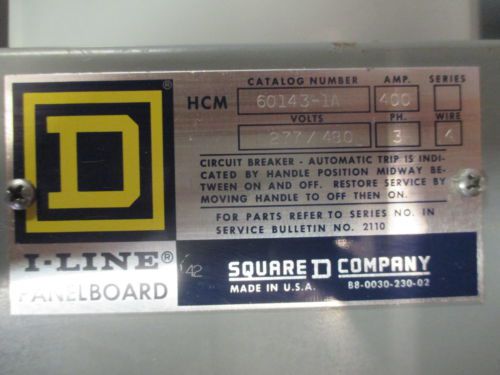 CATALOG NUMBER AMP. SERIES
HCM 60143-1A 400
VOLTS PH. WIRE
277/480 3 4
CIRCUIT BREAKER - AUTOMATIC TRIP IS INDI-
CATED BY HANDLE POSITION MIDWAY BE-
TWEEN ON AND OFF. RESTORE SERVICE BY
MOVING HANDLE TO OFF THEN ON.
FOR PARTS REFER TO SERIES NO. IN
SERVICE BULLETIN NO. 2110
D ®
I-LINE®
PANELBOARD
42
SQUARE D COMPANY
MADE IN U.S.A. B8-0030-230-02